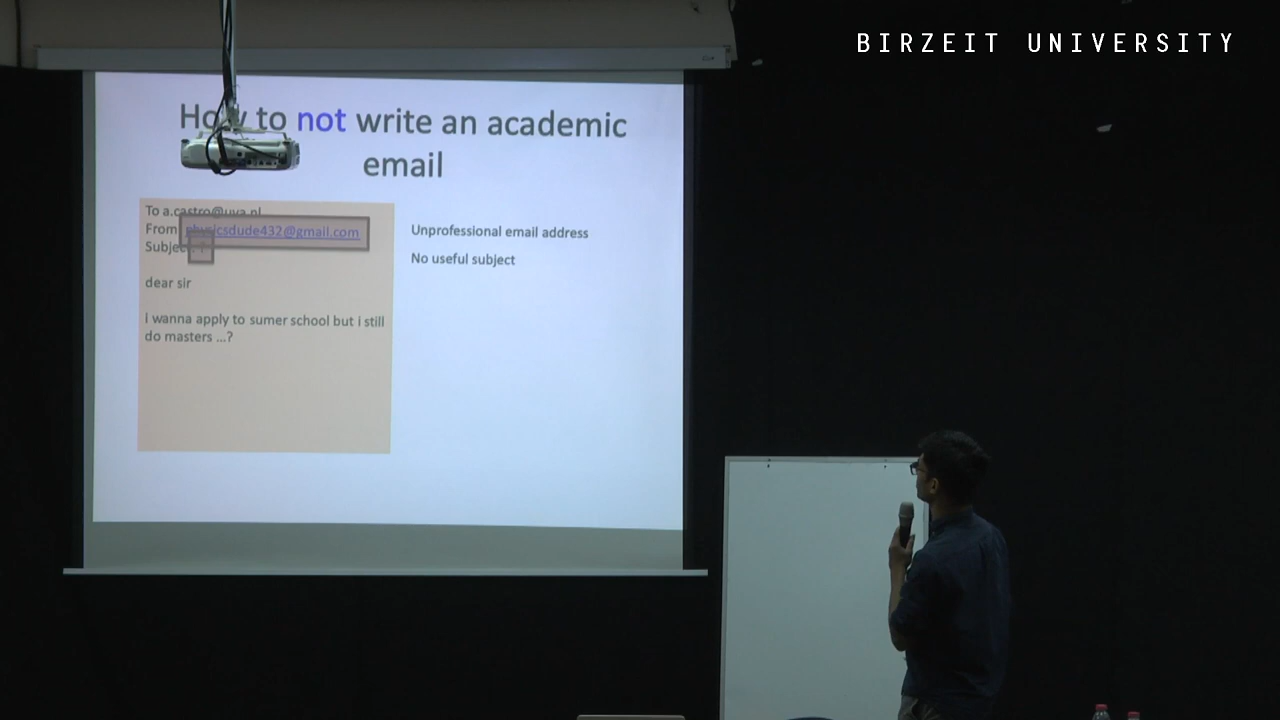 BIRZEIT UNIVERSITY
How to not write an academic
email
To a.castro@uva.nl
From physicsdude432@gmail.com
Subject: ?
dear sir
i wanna apply to sumer school but i still
do masters ...?
Unprofessional email address
No useful subject